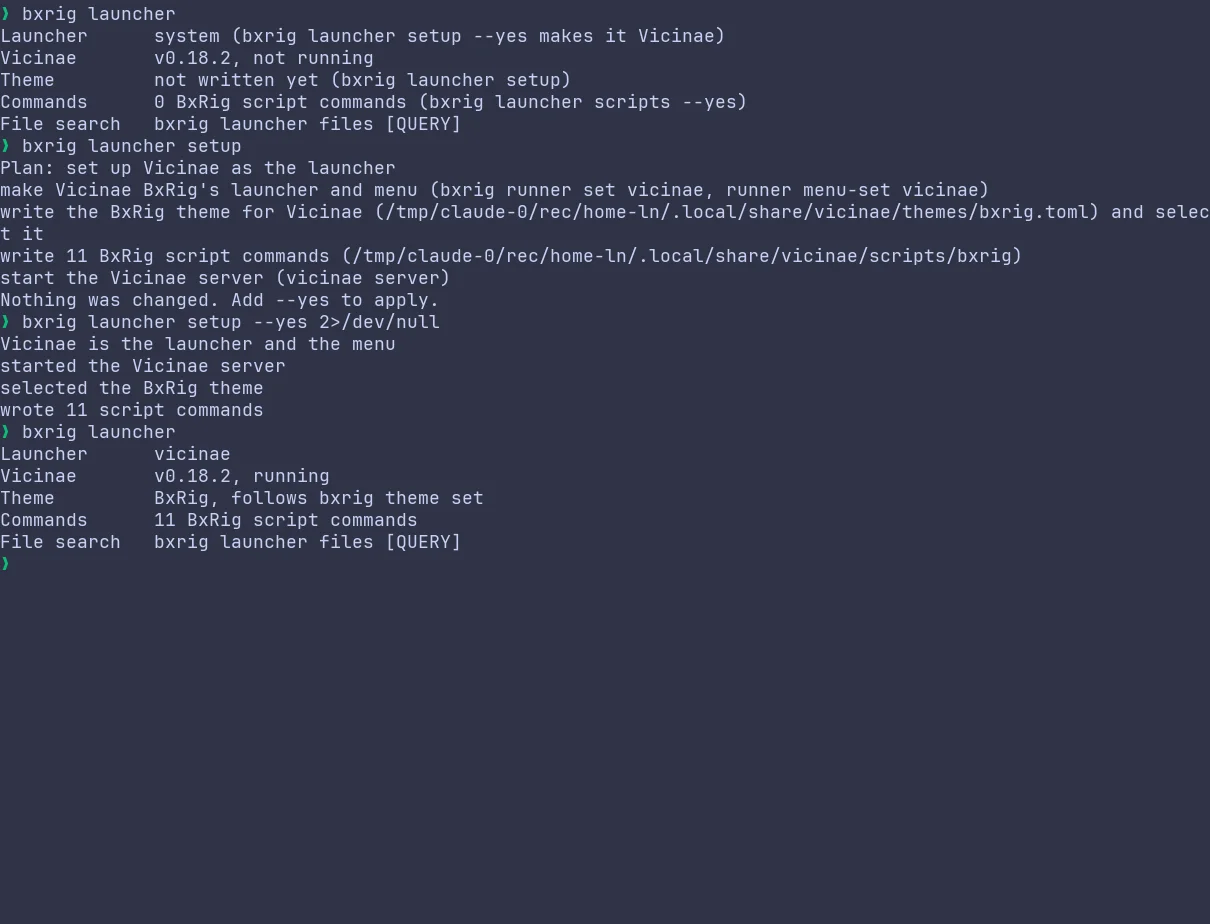 ❯ bxrig launcher
Launcher      system (bxrig launcher setup --yes makes it Vicinae)
Vicinae       v0.18.2, not running
Theme         not written yet (bxrig launcher setup)
Commands      0 BxRig script commands (bxrig launcher scripts --yes)
File search   bxrig launcher files [QUERY]
❯ bxrig launcher setup
Plan: set up Vicinae as the launcher
make Vicinae BxRig's launcher and menu (bxrig runner set vicinae, runner menu-set vicinae)
write the BxRig theme for Vicinae (/tmp/claude-0/rec/home-ln/.local/share/vicinae/themes/bxrig.toml) and selec
t it
write 11 BxRig script commands (/tmp/claude-0/rec/home-ln/.local/share/vicinae/scripts/bxrig)
start the Vicinae server (vicinae server)
Nothing was changed. Add --yes to apply.
❯ bxrig launcher setup --yes 2>/dev/null
Vicinae is the launcher and the menu
started the Vicinae server
selected the BxRig theme
wrote 11 script commands
❯ bxrig launcher
Launcher      vicinae
Vicinae       v0.18.2, running
Theme         BxRig, follows bxrig theme set
Commands      11 BxRig script commands
File search   bxrig launcher files [QUERY]
❯